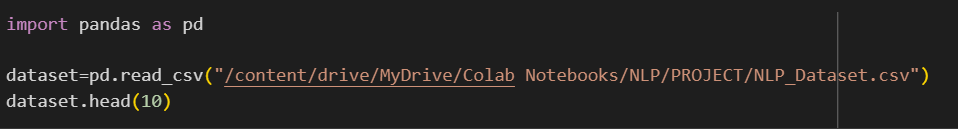 import pandas as pd
dataset=pd.read_csv("/content/drive/MyDrive/Colab Notebooks/NLP/PROJECT/NLP_Dataset.csv")
dataset.head(10)